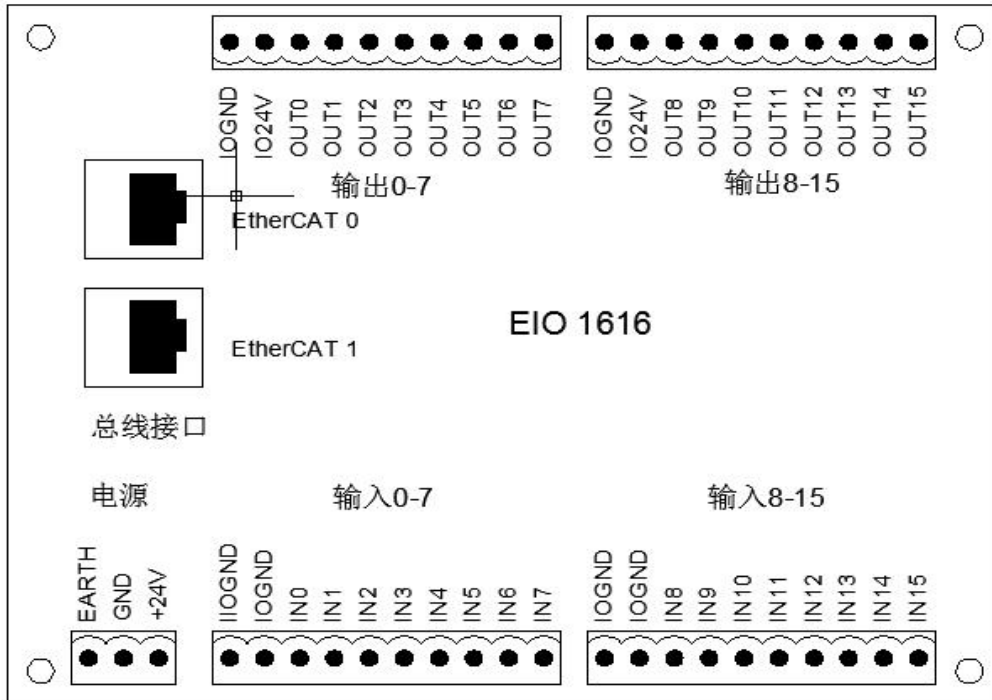 IOGND IO24V OUT0 OUT1 OUT2 OUT3 OUT4 OUT5 OUT6 OUT7
IOGND IO24V OUT8 OUT9 OUT10 OUT11 OUT12 OUT13 OUT14 OUT15
输出0-7
输出8-15
EtherCAT 0
EIO 1616
EtherCAT 1
总线接口
电源
输入0-7
输入8-15
EARTH GND +24V
IIOGND IOGND IN0 IN1 IN2 IN3 IN4 IN5 IN6 IN7
IOGND IOGND IN8 IN9 IN10 IN11 IN12 IN13 IN14 IN15